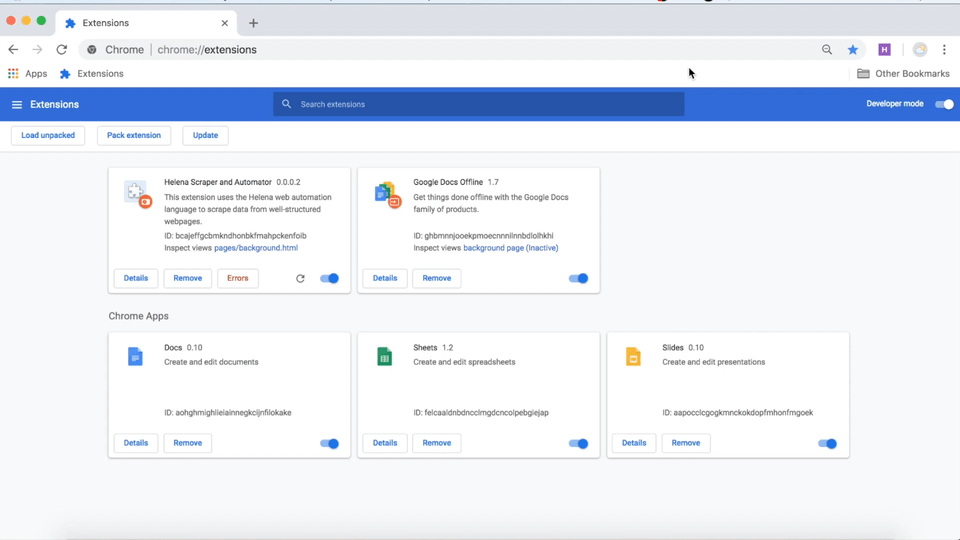 Extensions
Chrome | chrome://extensions
H
Apps Extensions Other Bookmarks
Extensions Search extensions Developer mode
Load unpacked Pack extension Update
Helena Scraper and Automator 0.0.0.2
This extension uses the Helena web automation
language to scrape data from well-structured
webpages.
ID: bcajeffgcbmkndhonbkfmahpckenfoib
Inspect views pages/background.html
Details Remove Errors
Google Docs Offline 1.7
Get things done offline with the Google Docs
family of products.
ID: ghbmnnjooekpmoecnnnilnnbdlolhkhi
Inspect views background page (Inactive)
Details Remove
Chrome Apps
Docs 0.10
Create and edit documents
ID: aohghmighlieiainnegkcijnfilokake
Details Remove
Sheets 1.2
Create and edit spreadsheets
ID: felcaaldnbdncclmgdcncolpebgiejap
Details Remove
Slides 0.10
Create and edit presentations
ID: aapocclcgogkmnckokdopfmhonfmgoek
Details Remove